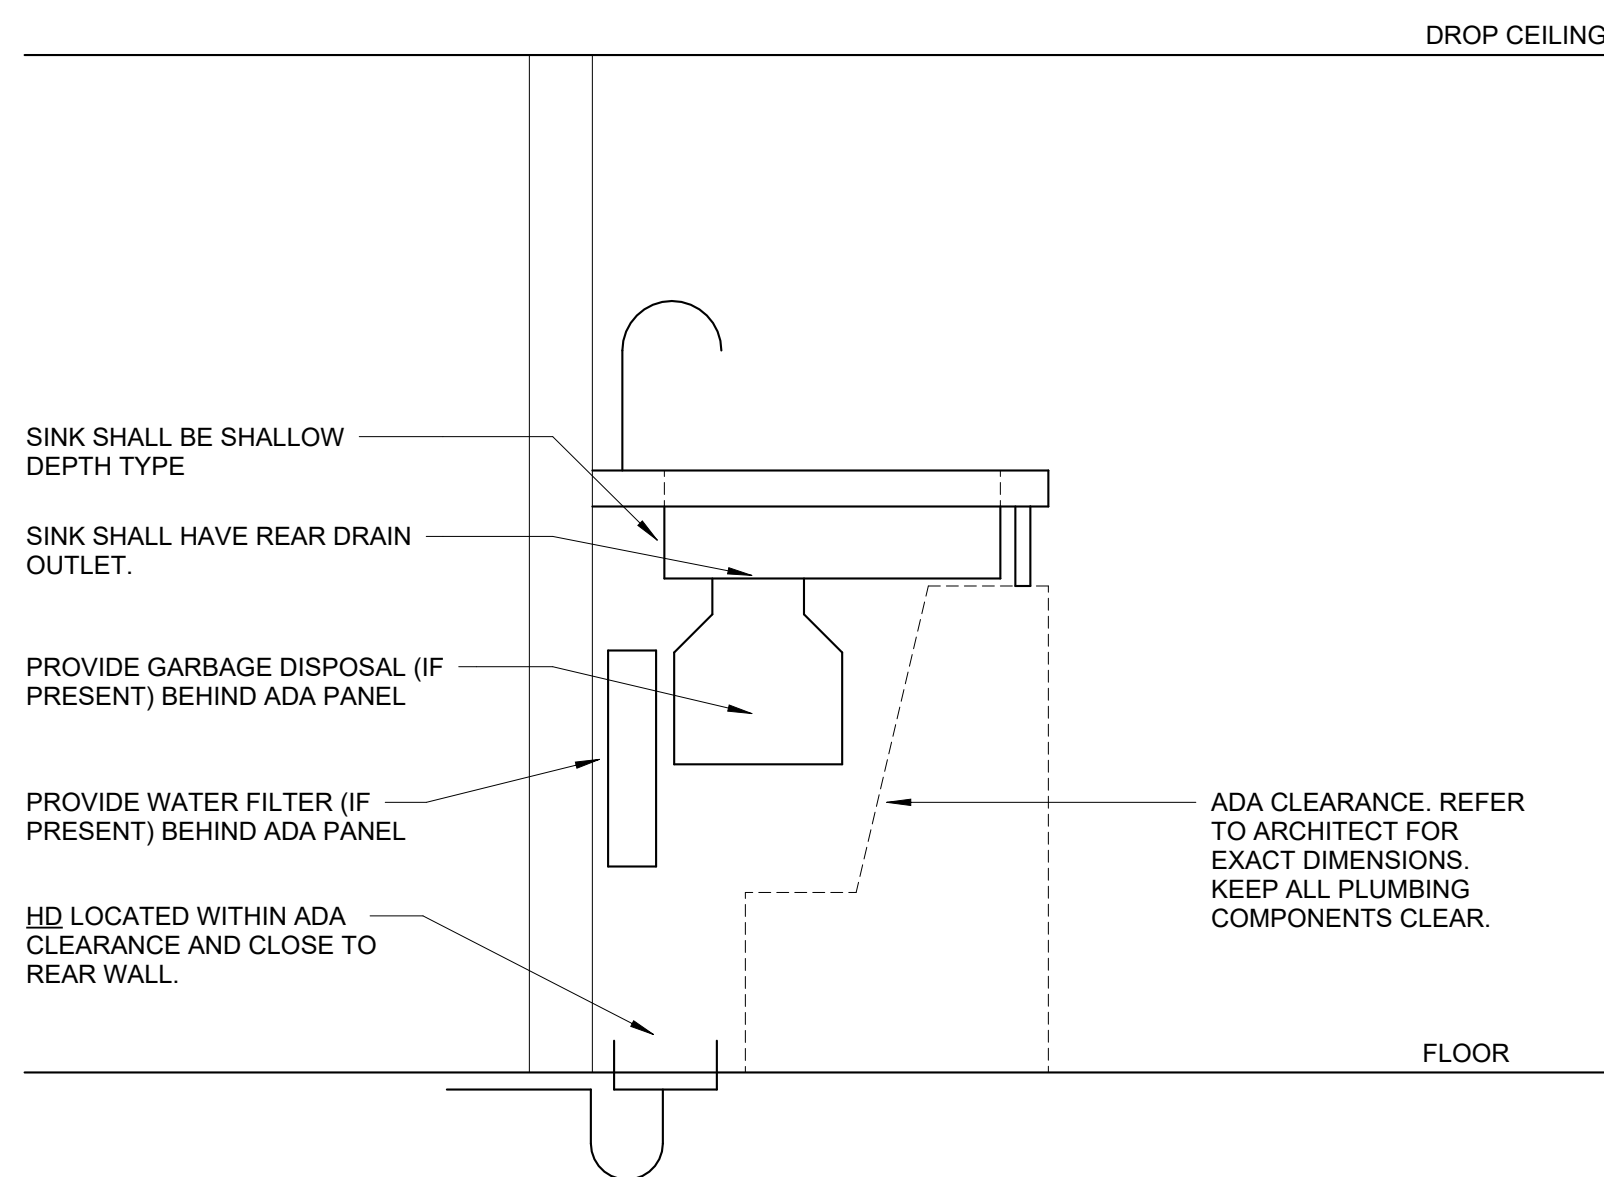 DROP CEILING
SINK SHALL BE SHALLOW
DEPTH TYPE
SINK SHALL HAVE REAR DRAIN
OUTLET.
PROVIDE GARBAGE DISPOSAL (IF
PRESENT) BEHIND ADA PANEL
PROVIDE WATER FILTER (IF
PRESENT) BEHIND ADA PANEL
ADA CLEARANCE. REFER
TO ARCHITECT FOR
EXACT DIMENSIONS.
KEEP ALL PLUMBING
COMPONENTS CLEAR.
HD LOCATED WITHIN ADA
CLEARANCE AND CLOSE TO
REAR WALL.
FLOOR